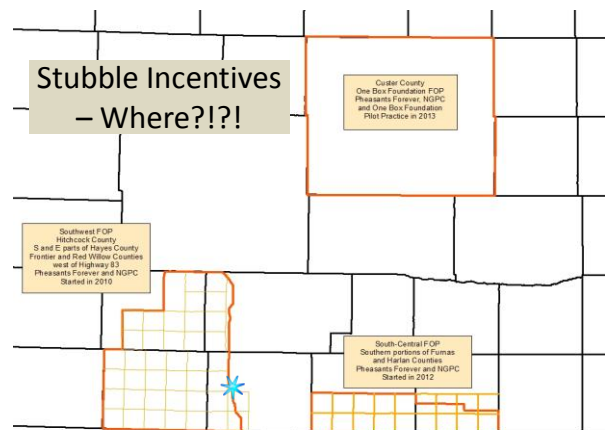 Stubble Incentives
– Where?!?!
Custer County
One Box Foundation FOP
Pheasants Forever, NGPC
and One Box Foundation
Pilot Practice in 2013
Southwest FOP
Hitchcock County
S and E parts of Hayes County
Frontier and Red Willow Counties
west of Highway 83
Pheasants Forever and NGPC
Started in 2010
South-Central FOP
Southern portions of Furnas
and Harlan Counties
Pheasants Forever and NGPC
Started in 2012